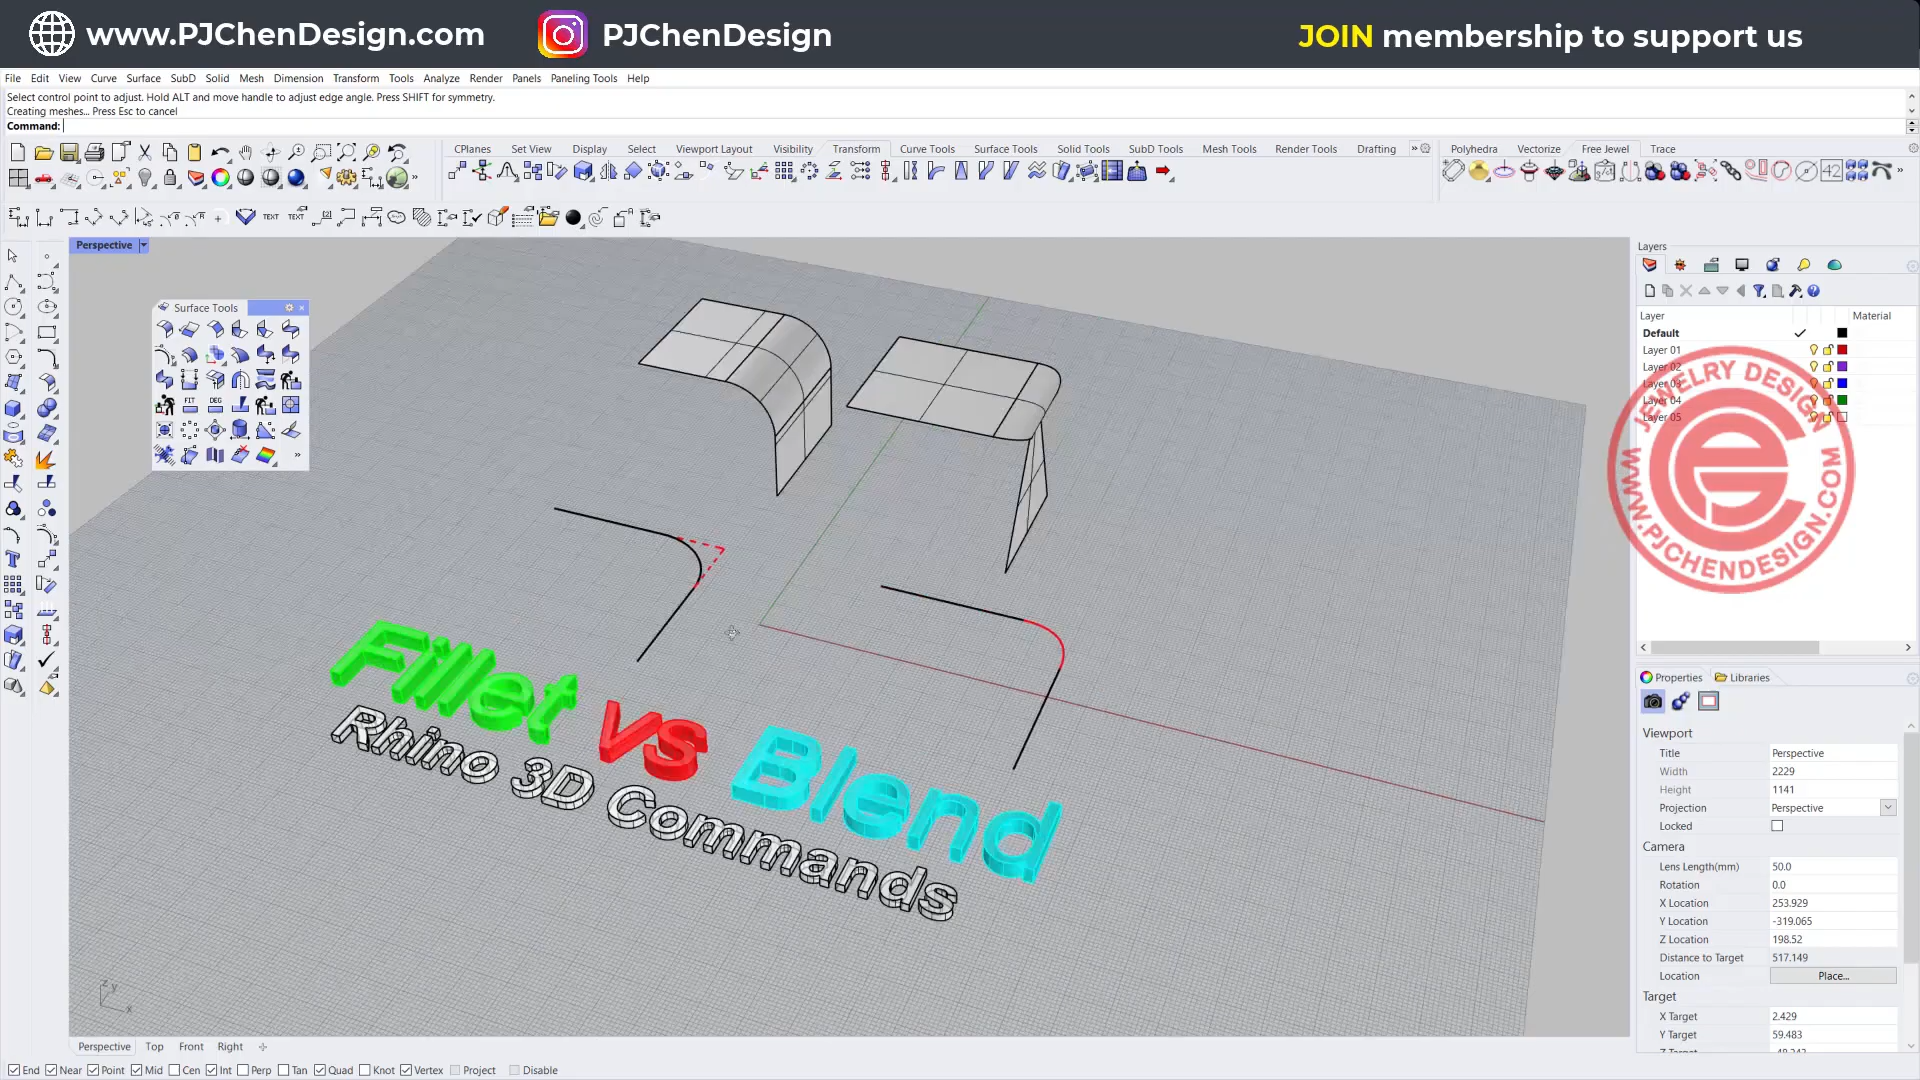 www.PJChenDesign.com
PJChenDesign
JOIN membership to support us
File Edit View Curve Surface SubD Solid Mesh Dimension Transform Tools Analyze Render Panels Paneling Tools Help
Select control point to adjust. Hold ALT and move handle to adjust edge angle. Press SHIFT for symmetry.
Creating meshes... Press Esc to cancel
Command:
CPlanes Set View Display Select Viewport Layout Visibility Transform Curve Tools Surface Tools Solid Tools SubD Tools Mesh Tools Render Tools Drafting
Polyhedra Vectorize Free Jewel Trace
42
TEXT TEXT
Perspective
Surface Tools
FIT DEG
Layers
Layer Material
Default
Layer 01
Layer 02
Layer 03
Layer 04
Layer 05
JEWELRY DESIGN
WWW.PJCHENDESIGN.COM
Fillet vs Blend
Rhino 3D Commands
Properties Libraries
Viewport
Title Perspective
Width 2229
Height 1141
Projection Perspective
Locked
Camera
Lens Length(mm) 50.0
Rotation 0.0
X Location 253.929
Y Location -319.065
Z Location 198.52
Distance to Target 517.149
Location Place...
Target
X Target 2.429
Y Target 59.483
z y x
Perspective Top Front Right
End Near Point Mid Cen Int Perp Tan Quad Knot Vertex Project Disable